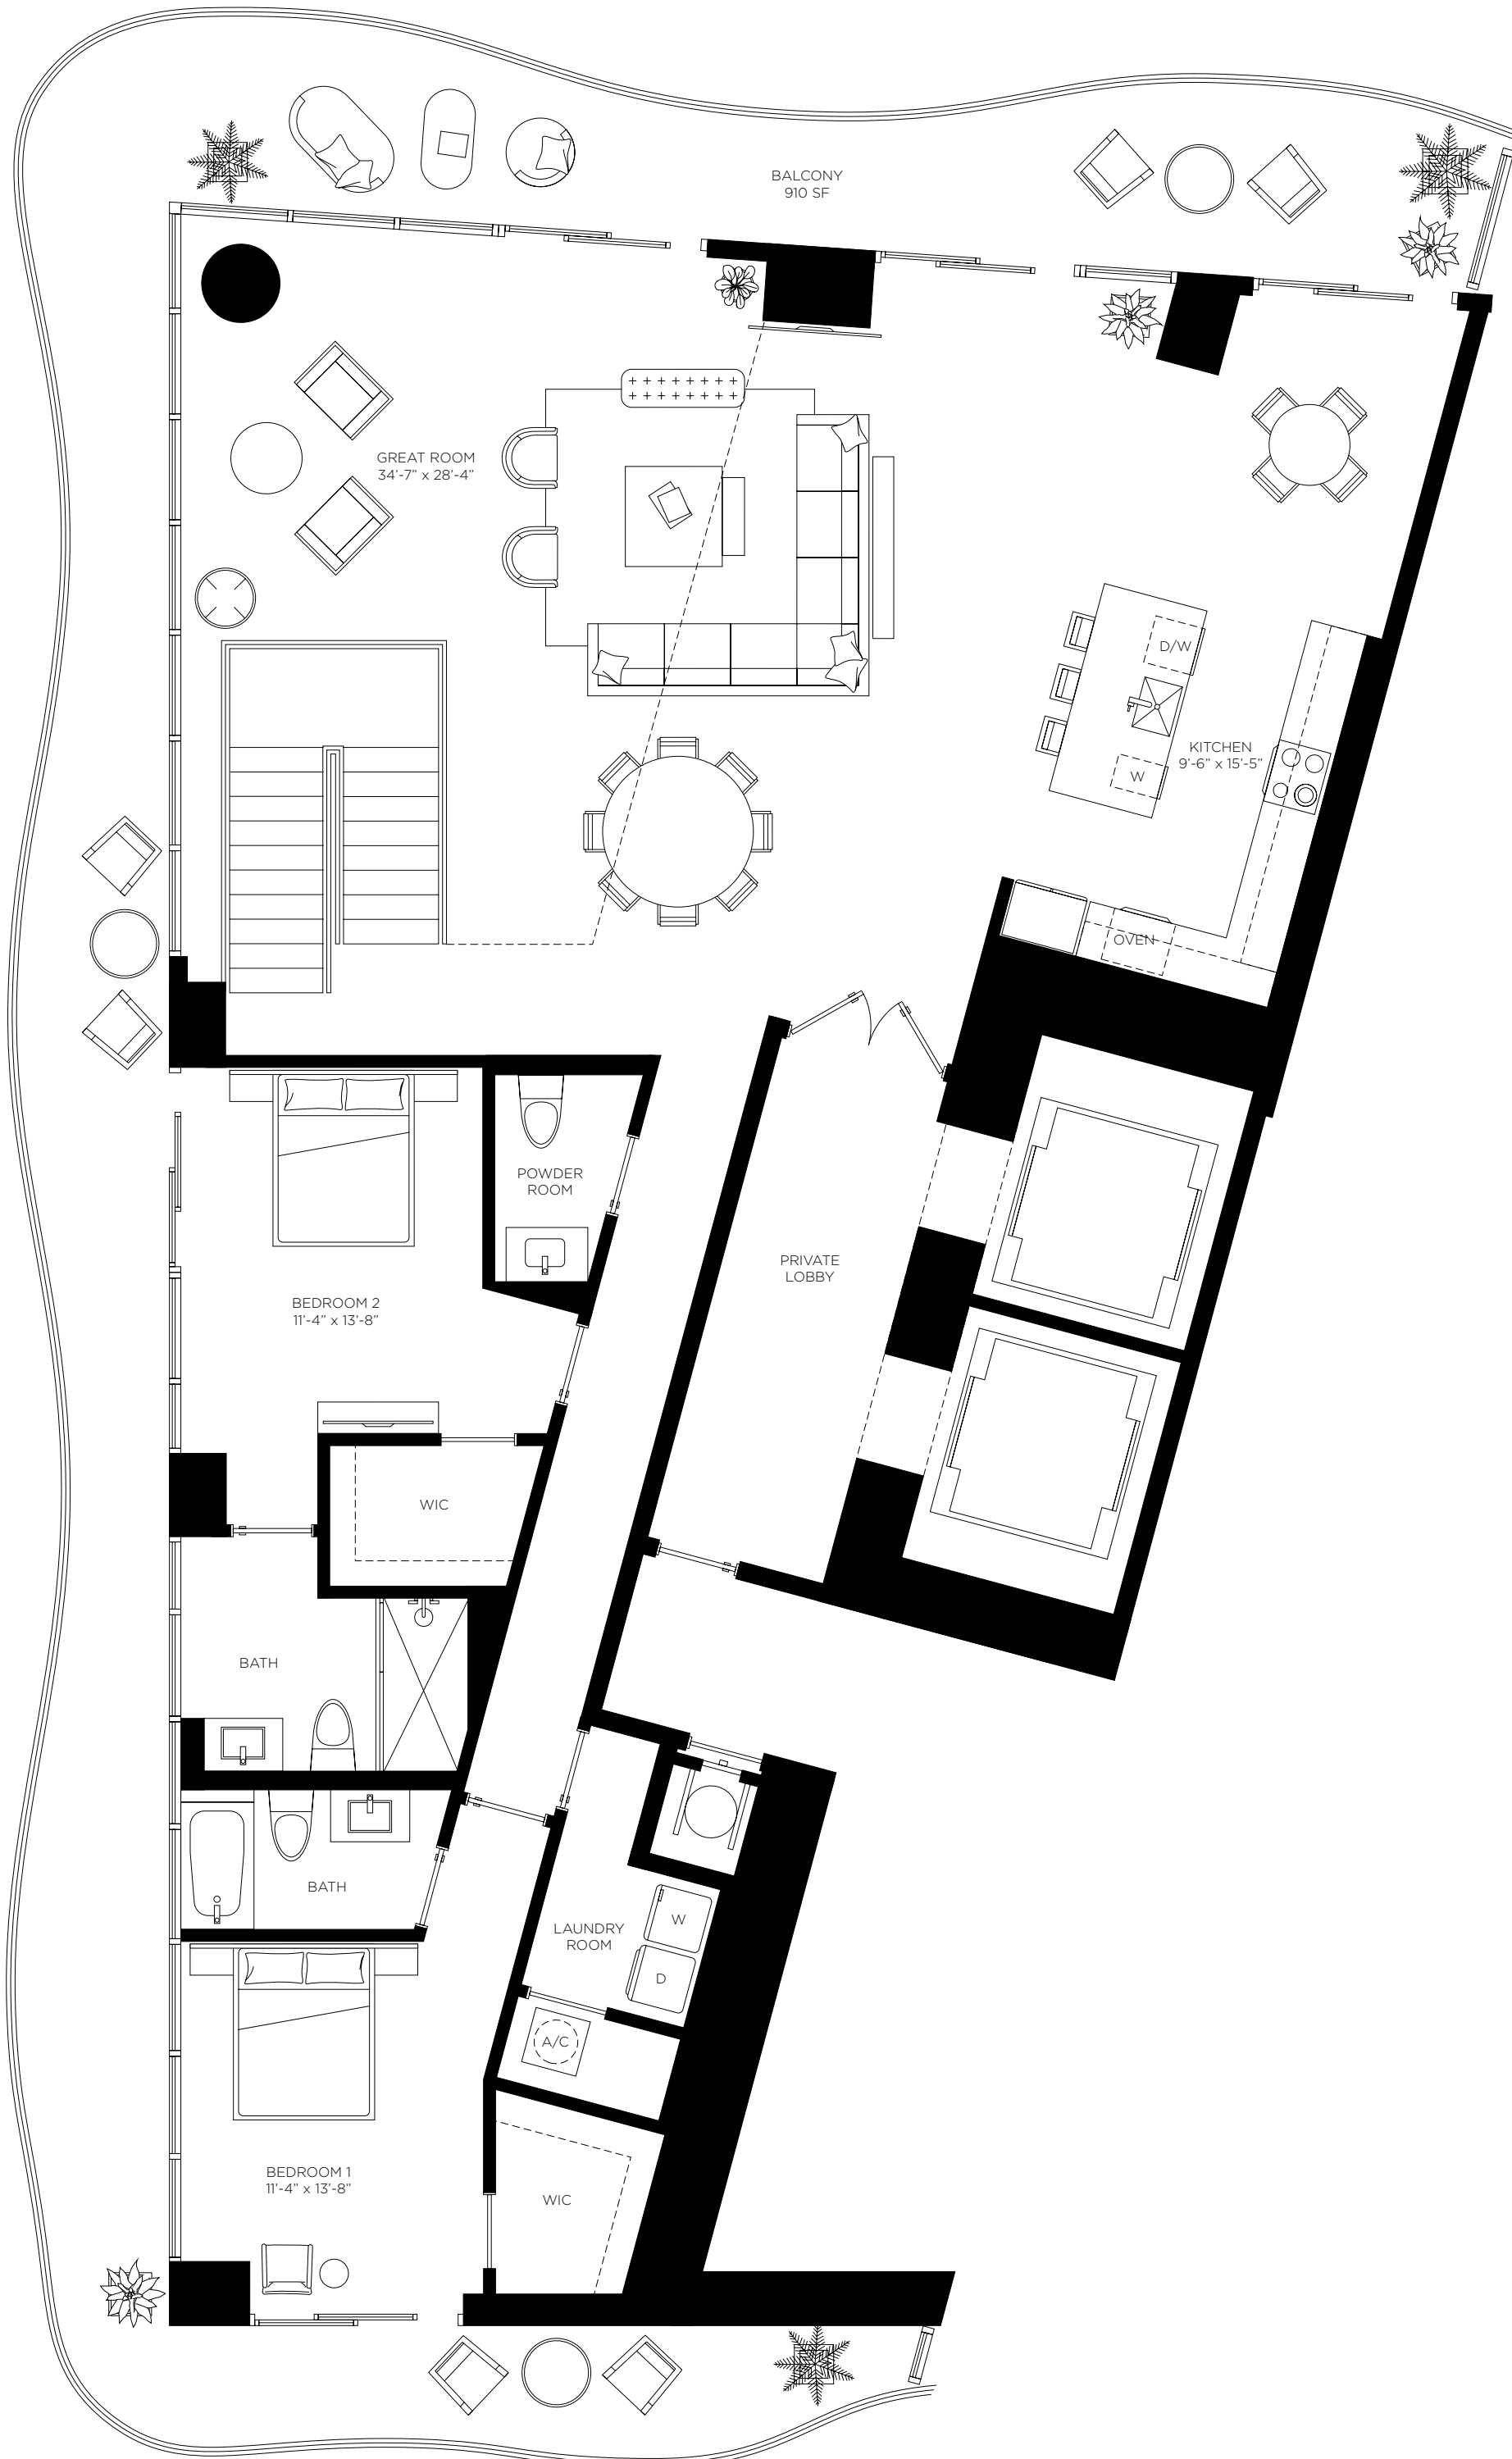 BALCONY
910 SF
GREAT ROOM
34'-7" x 28'-4"
D/W
KITCHEN
9'-6" x 15'-5"
W
OVEN
POWDER
ROOM
PRIVATE
LOBBY
BEDROOM 2
11'-4" x 13'-8"
WIC
BATH
BATH
W
LAUNDRY
ROOM
D
A/C
BEDROOM 1
11'-4" x 13'-8"
WIC